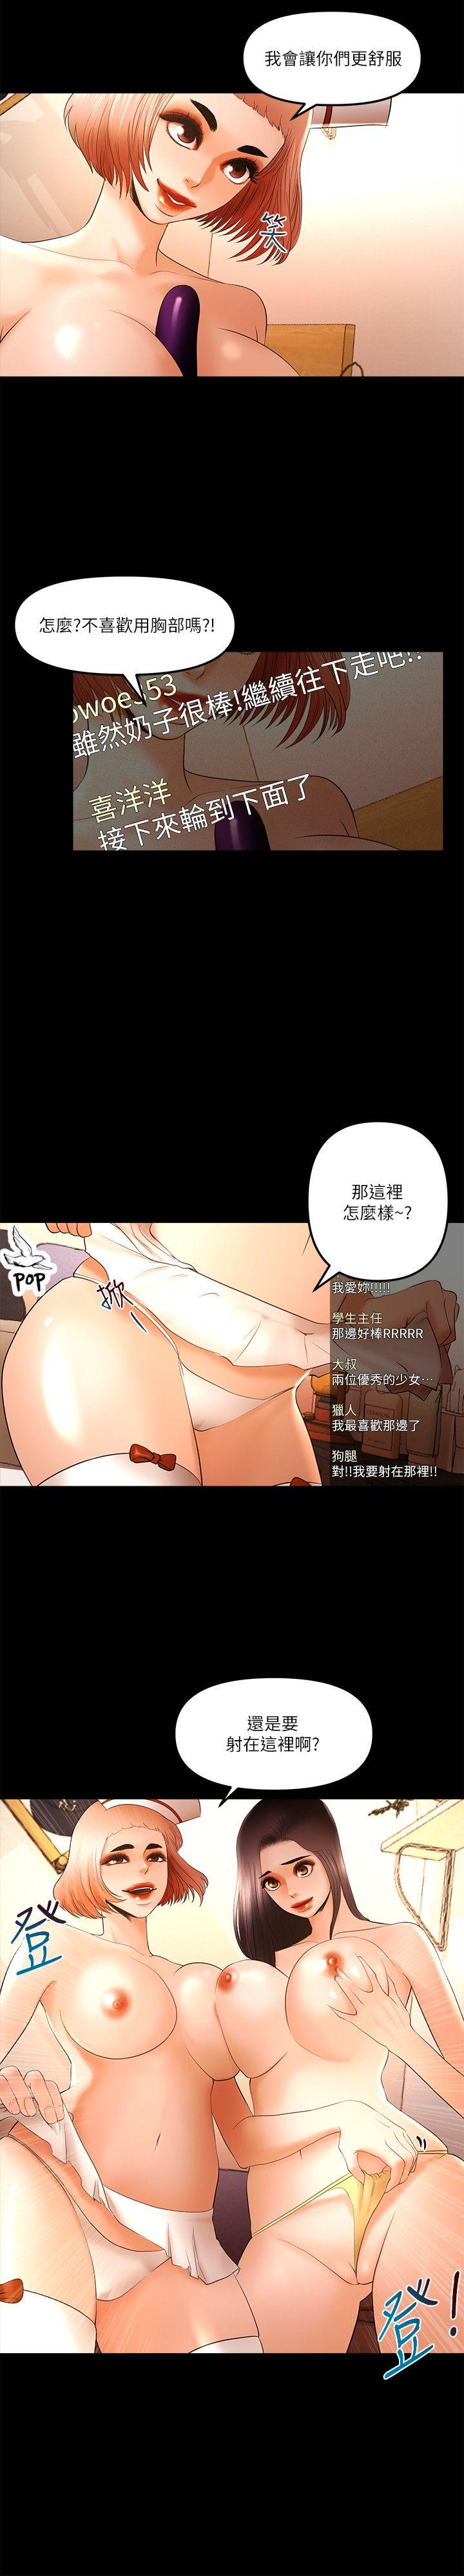 我會讓你們更舒服
笑
怎麼?不喜歡用胸部嗎?!
owoe353
雖然奶子很棒!繼續往下走吧!!
喜洋洋
接下來輪到下面了
那這裡
怎麼樣~?
POP
掀
我愛妳!!!!!
學生主任
那邊好棒RRRRR
大叔
兩位優秀的少女…
獵人
我最喜歡那邊了
狗腿
對!!我要射在那裡!!
還是要
射在這裡啊?
登
登!